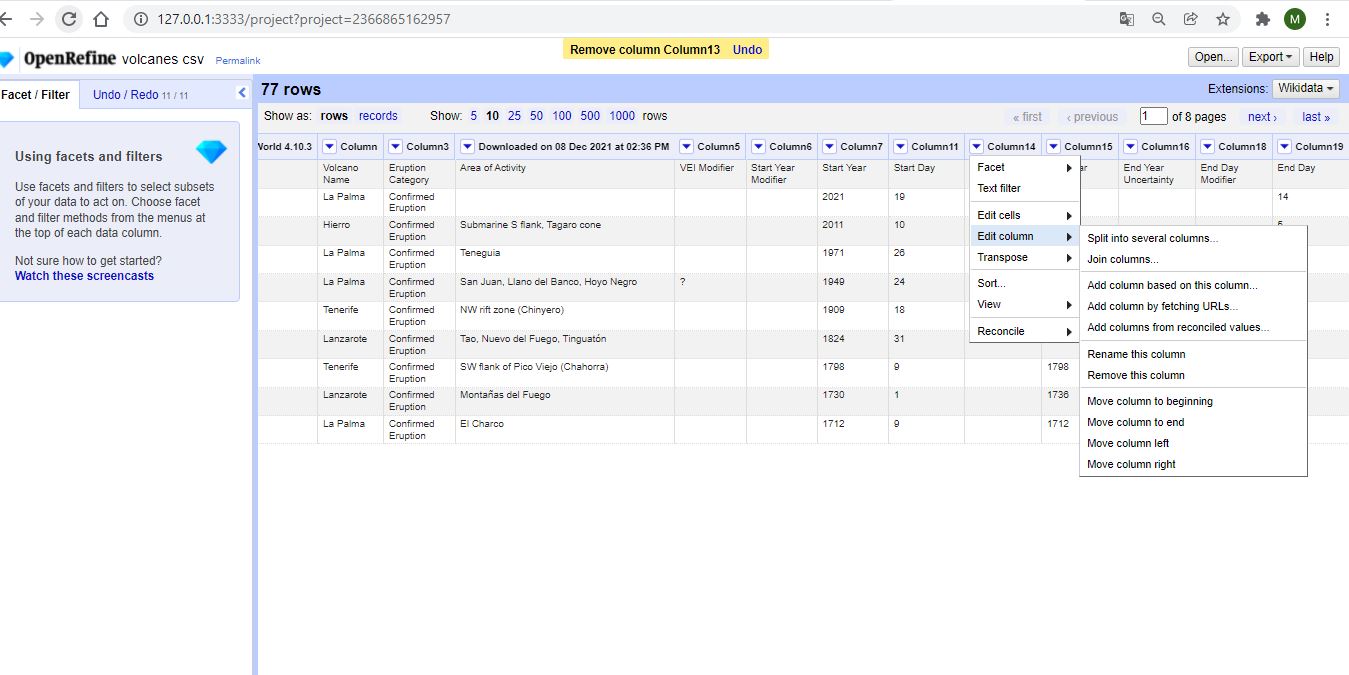 127.0.0.1:3333/project?project=2366865162957
M
OpenRefine volcanes csv Permalink
Remove column Column13 Undo
Open... Export Help
Facet / Filter Undo / Redo 11 / 11
77 rows
Extensions: Wikidata
Show as: rows records Show: 5 10 25 50 100 500 1000 rows
« first ‹ previous 1 of 8 pages next › last »
Using facets and filters
Use facets and filters to select subsets
of your data to act on. Choose facet
and filter methods from the menus at
the top of each data column.
Not sure how to get started?
Watch these screencasts
World 4.10.3 Column Column3 Downloaded on 08 Dec 2021 at 02:36 PM Column5 Column6 Column7 Column11 Column14 Column15 Column16 Column18 Column19
Volcano Name Eruption Category Area of Activity VEI Modifier Start Year Modifier Start Year Start Day End Year Uncertainty End Day Modifier End Day
La Palma Confirmed Eruption 2021 19 14
Hierro Confirmed Eruption Submarine S flank, Tagaro cone 2011 10
La Palma Confirmed Eruption Teneguia 1971 26
La Palma Confirmed Eruption San Juan, Llano del Banco, Hoyo Negro ? 1949 24
Tenerife Confirmed Eruption NW rift zone (Chinyero) 1909 18
Lanzarote Confirmed Eruption Tao, Nuevo del Fuego, Tinguatón 1824 31
Tenerife Confirmed Eruption SW flank of Pico Viejo (Chahorra) 1798 9 1798
Lanzarote Confirmed Eruption Montañas del Fuego 1730 1 1736
La Palma Confirmed Eruption El Charco 1712 9 1712
Facet
Text filter
Edit cells
Edit column
Transpose
Sort...
View
Reconcile
Split into several columns...
Join columns...
Add column based on this column...
Add column by fetching URLs...
Add columns from reconciled values...
Rename this column
Remove this column
Move column to beginning
Move column to end
Move column left
Move column right